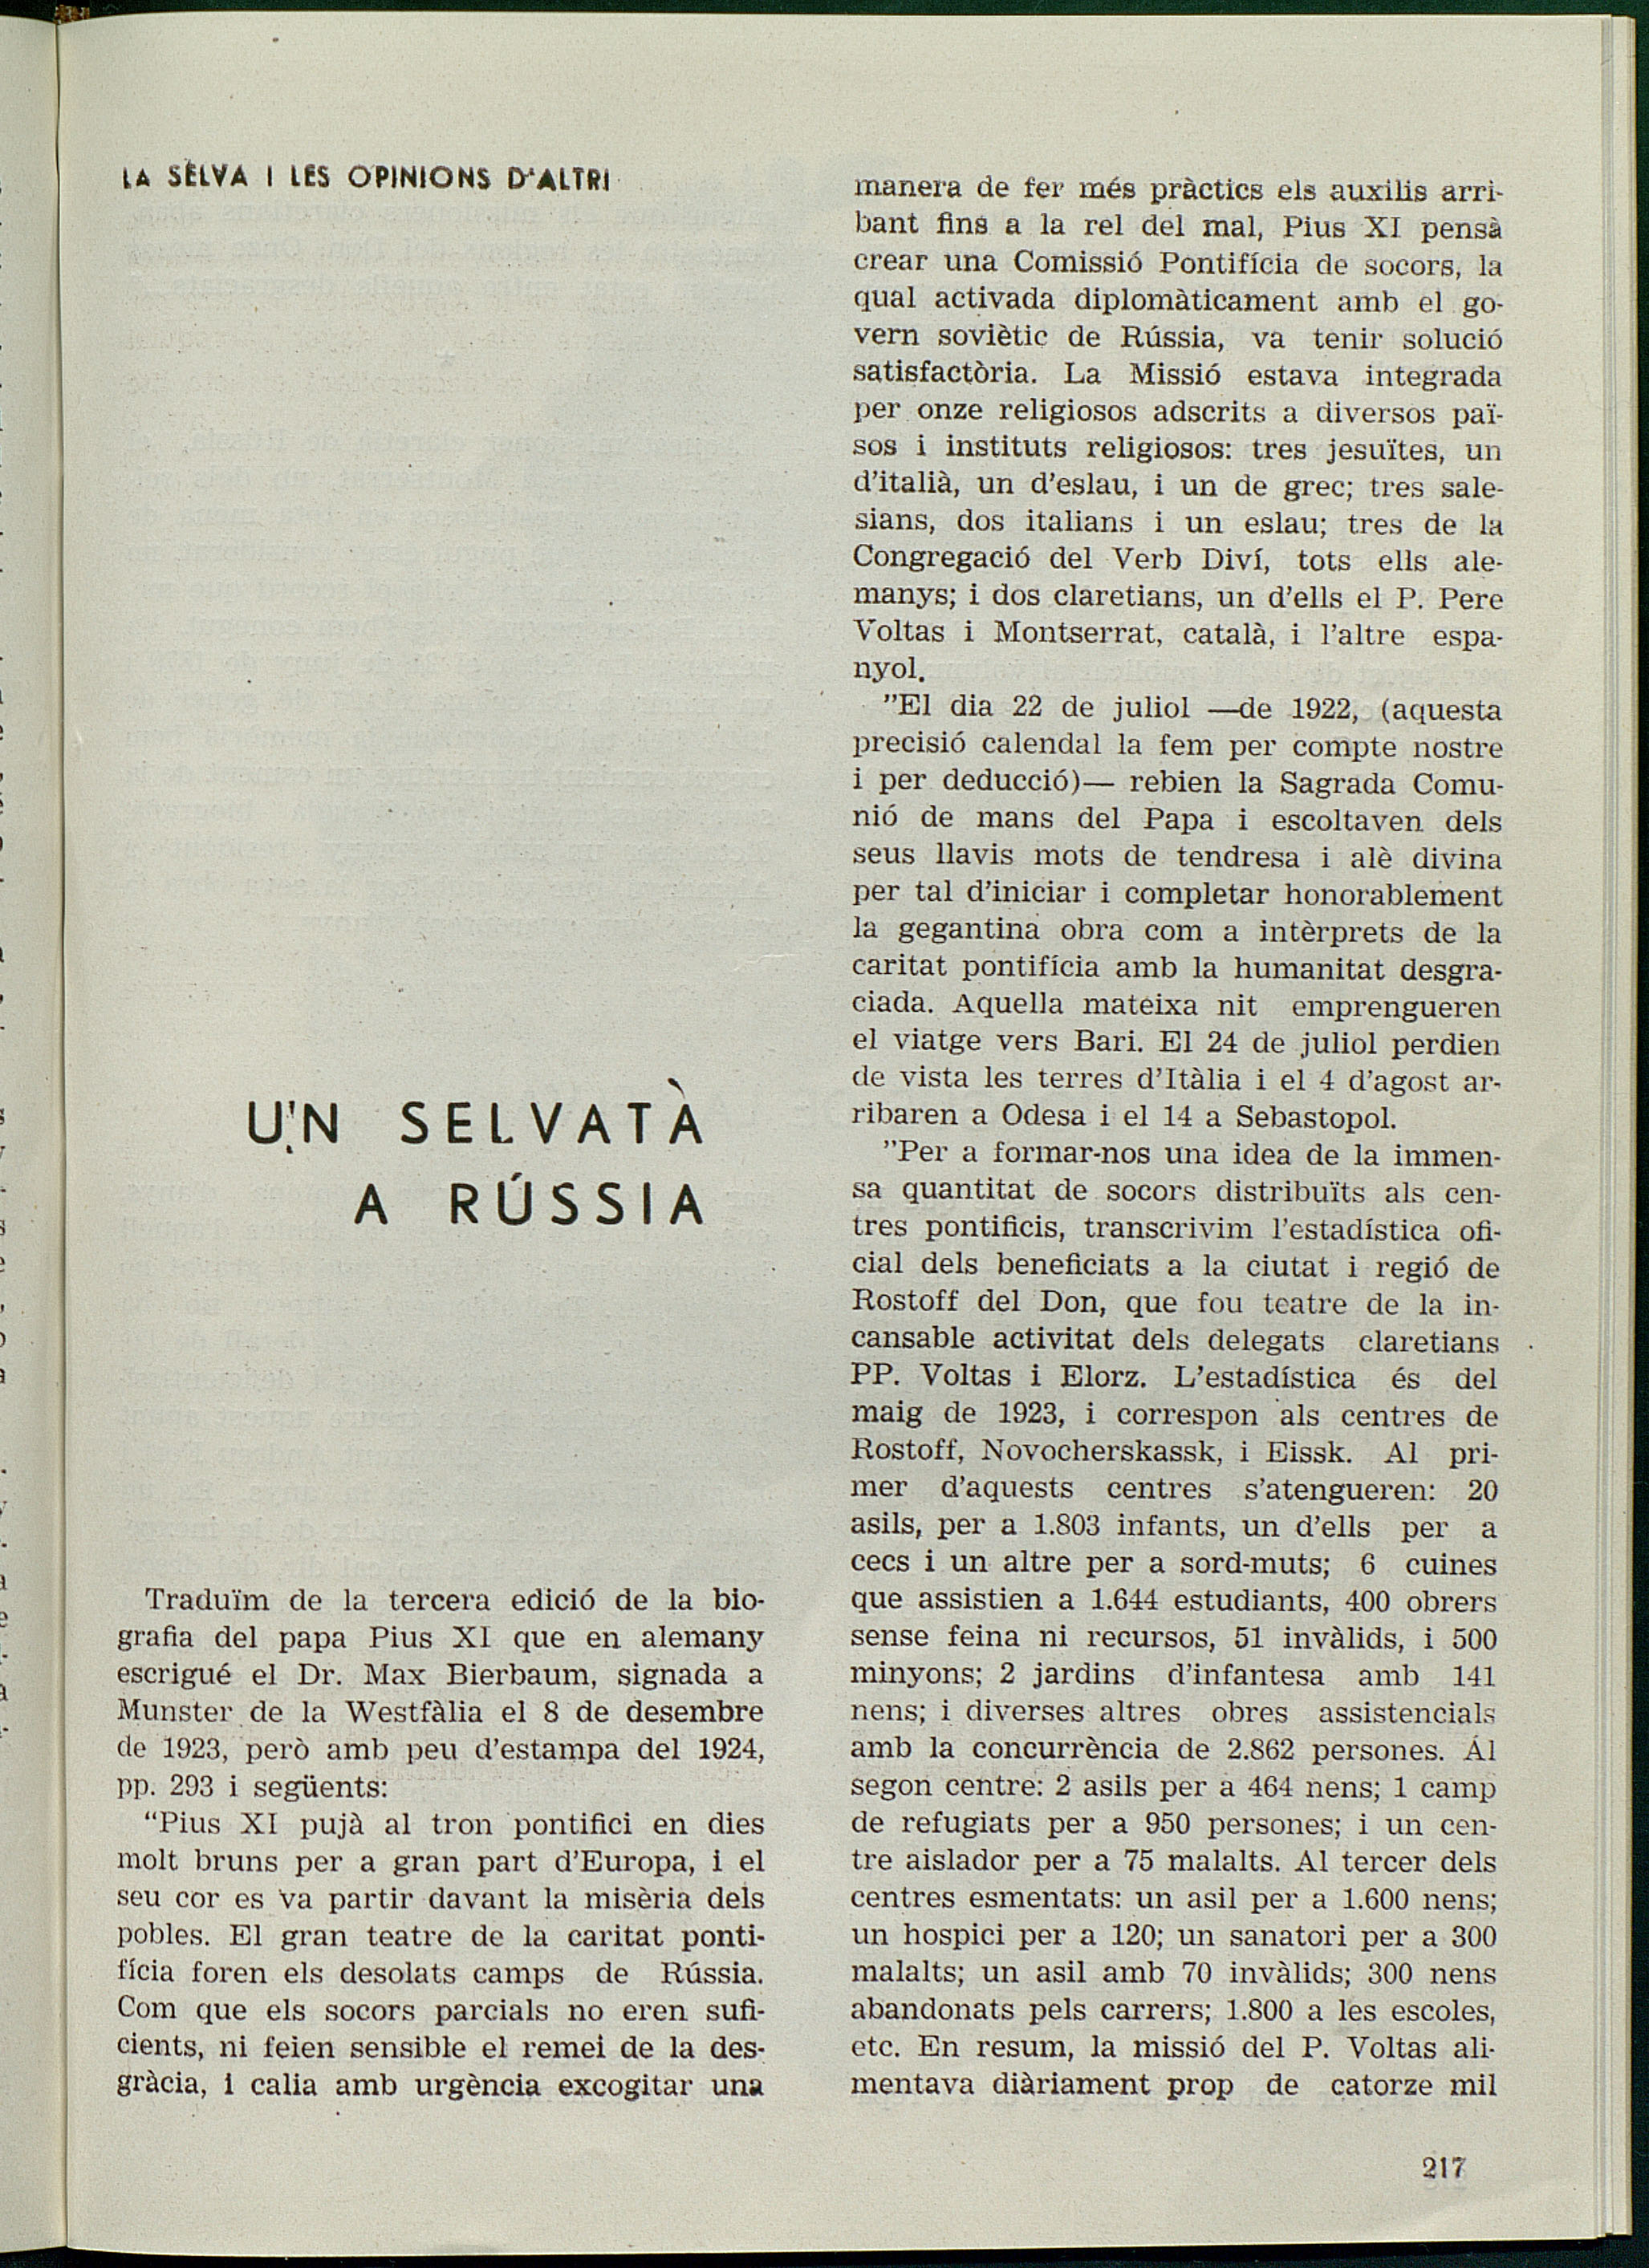 LA SELVA I LES OPINIONS D'ALTRI
UN SELVATÀ
A RÚSSIA
Traduïm de la tercera edició de la bio-
grafia del papa Pius XI que en alemany
escrigué el Dr. Max Bierbaum, signada a
Munster de la Westfàlia el 8 de desembre
de 1923, però amb peu d'estampa del 1924,
pp. 293 i següents:
“Pius XI pujà al tron pontifici en dies
molt bruns per a gran part d'Europa, i el
seu cor es va partir davant la misèria dels
pobles. El gran teatre de la caritat ponti-
fícia foren els desolats camps de Rússia.
Com que els socors parcials no eren sufi-
cients, ni feien sensible el remei de la des-
gràcia, i calia amb urgència excogitar una
manera de fer més pràctics els auxilis arri-
bant fins a la rel del mal, Pius XI pensà
crear una Comissió Pontifícia de socors, la
qual activada diplomàticament amb el go-
vern soviètic de Rússia, va tenir solució
satisfactòria. La Missió estava integrada
per onze religiosos adscrits a diversos paï-
sos i instituts religiosos: tres jesuïtes, un
d'italià, un d'eslau, i un de grec; tres sale-
sians, dos italians i un eslau; tres de la
Congregació del Verb Diví, tots ells ale-
manys; i dos claretians, un d'ells el P. Pere
Voltas i Montserrat, català, i l'altre espa-
nyol.
”El dia 22 de juliol —de 1922, (aquesta
precisió calendal la fem per compte nostre
i per deducció)— rebien la Sagrada Comu-
nió de mans del Papa i escoltaven dels
seus llavis mots de tendresa i alè divina
per tal d'iniciar i completar honorablement
la gegantina obra com a intèrprets de la
caritat pontifícia amb la humanitat desgra-
ciada. Aquella mateixa nit emprengueren
el viatge vers Bari. El 24 de juliol perdien
de vista les terres d'Itàlia i el 4 d'agost ar-
ribaren a Odesa i el 14 a Sebastopol.
”Per a formar-nos una idea de la immen-
sa quantitat de socors distribuïts als cen-
tres pontificis, transcrivim l'estadística ofi-
cial dels beneficiats a la ciutat i regió de
Rostoff del Don, que fou teatre de la in-
cansable activitat dels delegats claretians
PP. Voltas i Elorz. L'estadística és del
maig de 1923, i correspon als centres de
Rostoff, Novocherskassk, i Eissk. Al pri-
mer d'aquests centres s'atengueren: 20
asils, per a 1.803 infants, un d'ells per a
cecs i un altre per a sord-muts; 6 cuines
que assistien a 1.644 estudiants, 400 obrers
sense feina ni recursos, 51 invàlids, i 500
minyons; 2 jardins d'infantesa amb 141
nens; i diverses altres obres assistencials
amb la concurrència de 2.862 persones. Al
segon centre: 2 asils per a 464 nens; 1 camp
de refugiats per a 950 persones; i un cen-
tre aislador per a 75 malalts. Al tercer dels
centres esmentats: un asil per a 1.600 nens;
un hospici per a 120; un sanatori per a 300
malalts; un asil amb 70 invàlids; 300 nens
abandonats pels carrers; 1.800 a les escoles,
etc. En resum, la missió del P. Voltas ali-
mentava diàriament prop de catorze mil
217